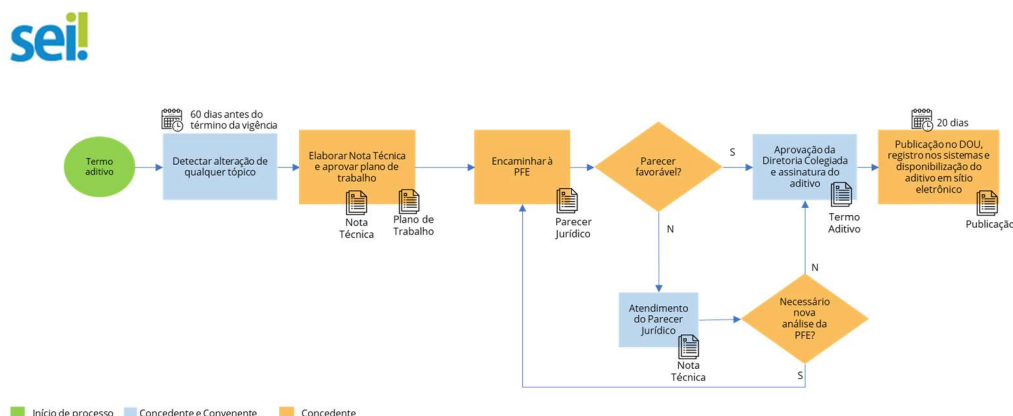 sei!
60 dias antes do
término da vigência
20 dias
Termo
aditivo
Detectar alteração de
qualquer tópico
Elaborar Nota Técnica
e aprovar plano de
trabalho
Nota
Técnica
Plano de
Trabalho
Encaminhar à
PFE
Parecer
Jurídico
Parecer
favorável?
S
N
Aprovação da
Diretoria Colegiada
e assinatura do
aditivo
Termo
Aditivo
Publicação no DOU,
registro nos sistemas e
disponibilização do
aditivo em sítio
eletrônico
Publicação
Atendimento
do Parecer
Jurídico
Nota
Técnica
Necessário
nova
análise da
PFE?
N
S
Início de processo
Concedente e Convenente
Concedente